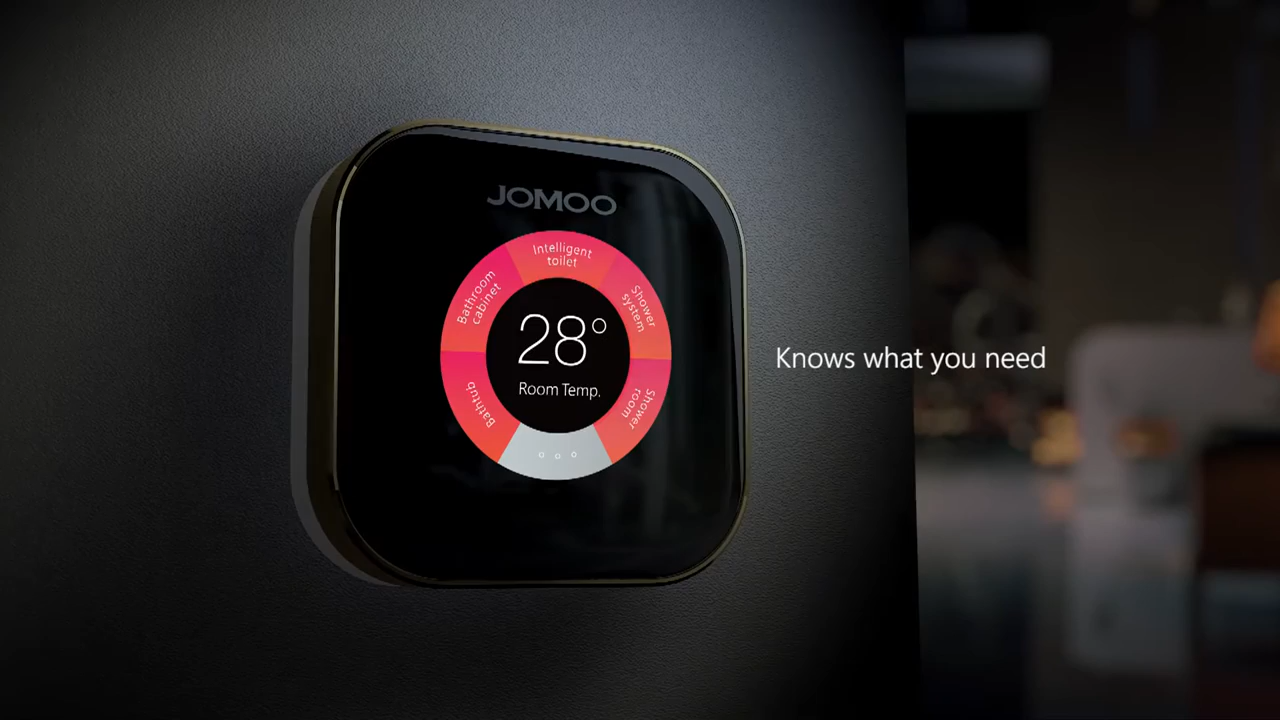 JOMOO
Intelligent
toilet
Bathroom
cabinet
Shower
system
28°
Room Temp.
Knows what you need
Bathtub
Shower
room